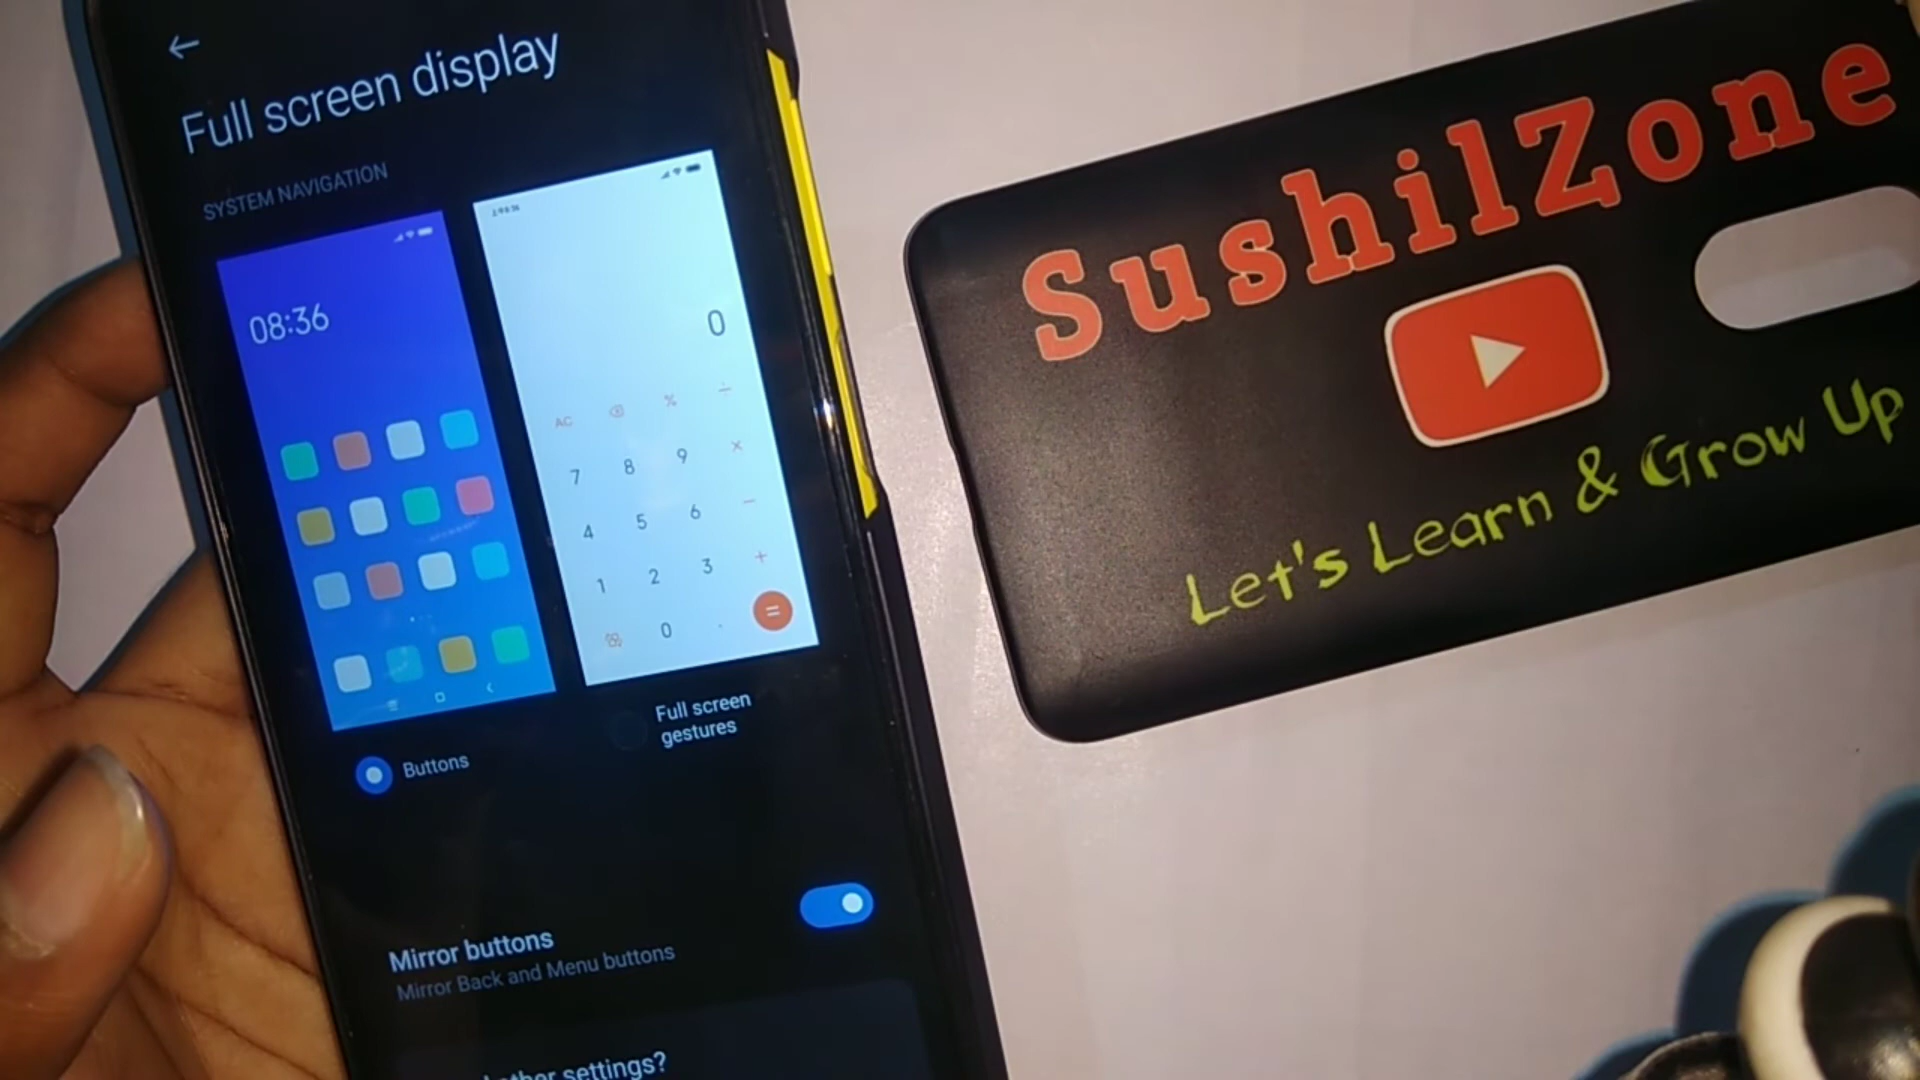 Full screen display
SYSTEM NAVIGATION
08:36
0
AC % ÷
7 8 9 ×
4 5 6 −
1 2 3 +
0 . =
Buttons
Full screen
gestures
Mirror buttons
Mirror Back and Menu buttons
other settings?
SushilZone
Let's Learn & Grow Up